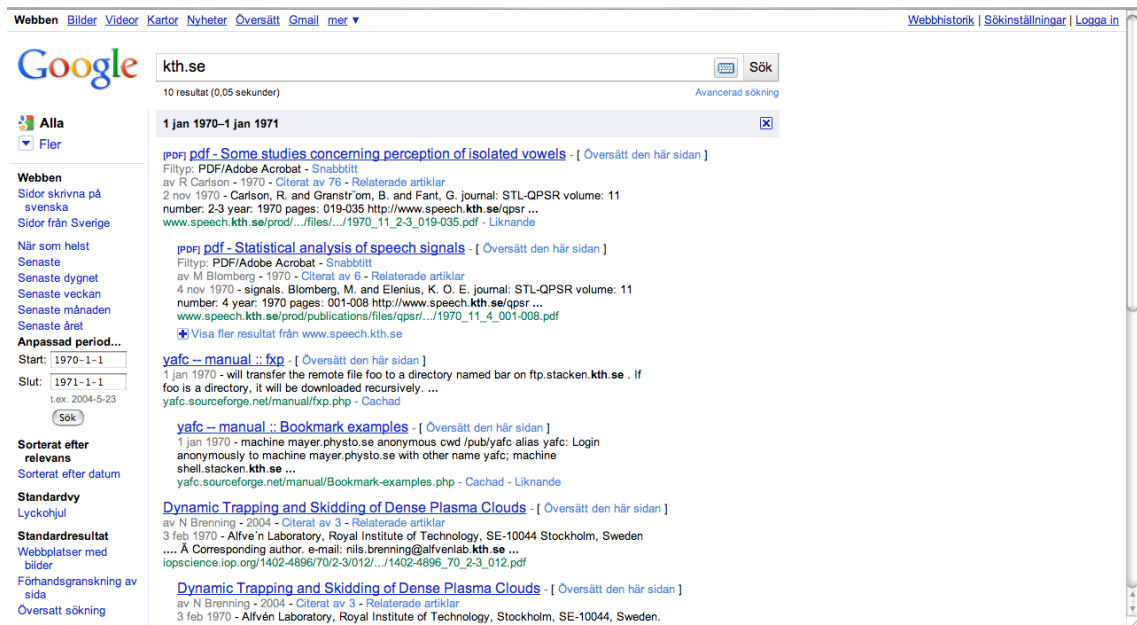 Webben Bilder Videor Kartor Nyheter Översätt Gmail mer ▼
Webbhistorik | Sökinställningar | Logga in
Google
kth.se
Sök
10 resultat (0,05 sekunder)
Avancerad sökning
Alla
Fler
Webben
Sidor skrivna på
svenska
Sidor från Sverige
När som helst
Senaste
Senaste dygnet
Senaste veckan
Senaste månaden
Senaste året
Anpassad period...
Start: 1970-1-1
Slut: 1971-1-1
t.ex. 2004-5-23
Sök
Sorterat efter
relevans
Sorterat efter datum
Standardvy
Lyckohjul
Standardresultat
Webbplatser med
bilder
Förhandsgranskning av
sida
Översatt sökning
1 jan 1970–1 jan 1971
[PDF] pdf - Some studies concerning perception of isolated vowels - [ Översätt den här sidan ]
Filtyp: PDF/Adobe Acrobat - Snabbtitt
av R Carlson - 1970 - Citerat av 76 - Relaterade artiklar
2 nov 1970 - Carlson, R. and Granstr¨om, B. and Fant, G. journal: STL-QPSR volume: 11
number: 2-3 year: 1970 pages: 019-035 http://www.speech.kth.se/qpsr ...
www.speech.kth.se/prod/.../files/.../1970_11_2-3_019-035.pdf - Liknande
[PDF] pdf - Statistical analysis of speech signals - [ Översätt den här sidan ]
Filtyp: PDF/Adobe Acrobat - Snabbtitt
av M Blomberg - 1970 - Citerat av 6 - Relaterade artiklar
4 nov 1970 - signals. Blomberg, M. and Elenius, K. O. E. journal: STL-QPSR volume: 11
number: 4 year: 1970 pages: 001-008 http://www.speech.kth.se/qpsr ...
www.speech.kth.se/prod/publications/files/qpsr/.../1970_11_4_001-008.pdf
Visa fler resultat från www.speech.kth.se
yafc -- manual :: fxp - [ Översätt den här sidan ]
1 jan 1970 - will transfer the remote file foo to a directory named bar on ftp.stacken.kth.se . If
foo is a directory, it will be downloaded recursively. ...
yafc.sourceforge.net/manual/fxp.php - Cachad
yafc -- manual :: Bookmark examples - [ Översätt den här sidan ]
1 jan 1970 - machine mayer.physto.se anonymous cwd /pub/yafc alias yafc: Login
anonymously to machine mayer.physto.se with other name yafc; machine
shell.stacken.kth.se ...
yafc.sourceforge.net/manual/Bookmark-examples.php - Cachad - Liknande
Dynamic Trapping and Skidding of Dense Plasma Clouds - [ Översätt den här sidan ]
av N Brenning - 2004 - Citerat av 3 - Relaterade artiklar
3 feb 1970 - Alfve´n Laboratory, Royal Institute of Technology, SE-10044 Stockholm, Sweden
.... Ä Corresponding author. e-mail: nils.brenning@alfvenlab.kth.se ...
iopscience.iop.org/1402-4896/70/2-3/012/.../1402-4896_70_2-3_012.pdf
Dynamic Trapping and Skidding of Dense Plasma Clouds - [ Översätt den här sidan ]
av N Brenning - 2004 - Citerat av 3 - Relaterade artiklar
3 feb 1970 - Alfvén Laboratory, Royal Institute of Technology, Stockholm, SE-10044, Sweden.